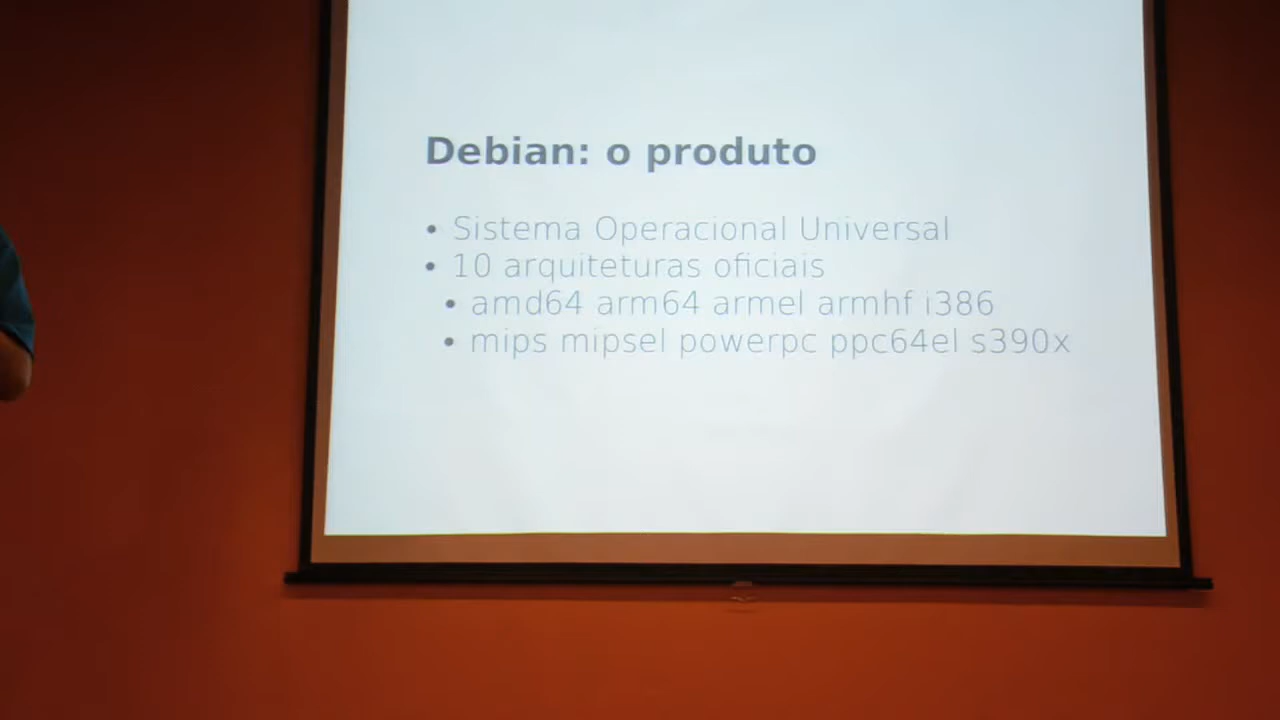 Debian: o produto
• Sistema Operacional Universal
• 10 arquiteturas oficiais
• amd64 arm64 armel armhf i386
• mips mipsel powerpc ppc64el s390x